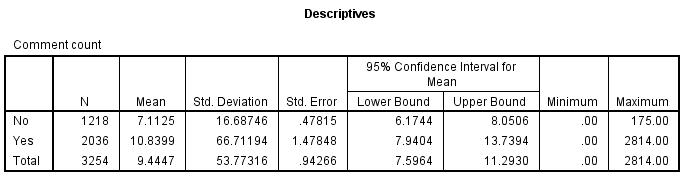 Descriptives
Comment count
95% Confidence Interval for Mean
N Mean Std. Deviation Std. Error Lower Bound Upper Bound Minimum Maximum
No 1218 7.1125 16.68746 .47815 6.1744 8.0506 .00 175.00
Yes 2036 10.8399 66.71194 1.47848 7.9404 13.7394 .00 2814.00
Total 3254 9.4447 53.77316 .94266 7.5964 11.2930 .00 2814.00